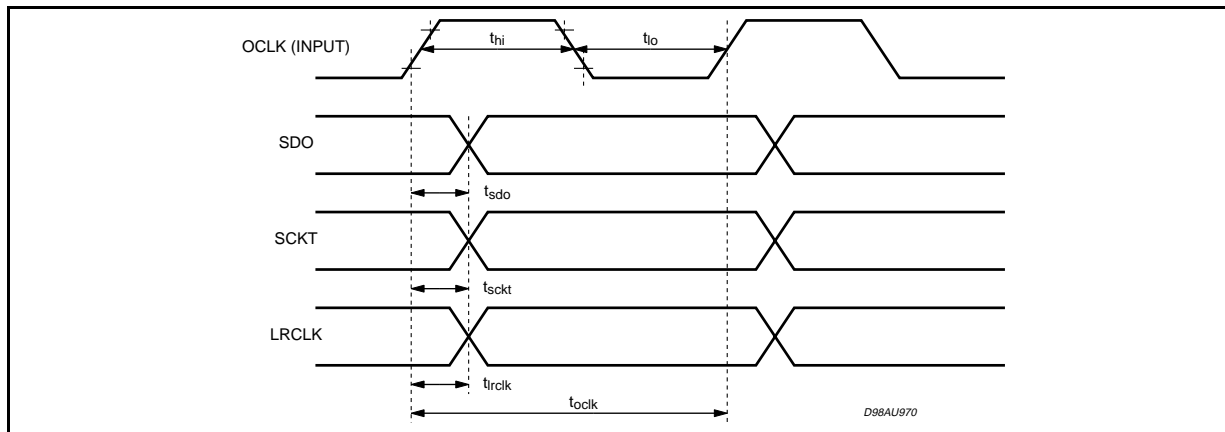 OCLK (INPUT)
thi
tlo
SDO
tsdo
SCKT
tsckt
LRCLK
tlrclk
toclk
D98AU970